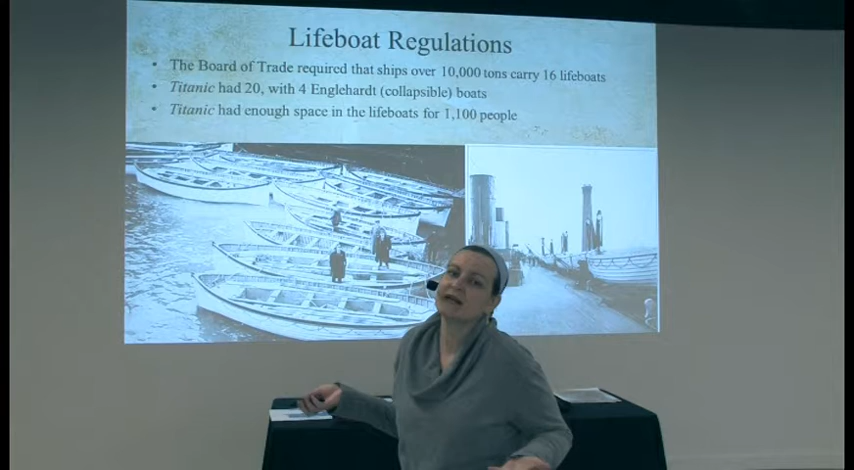 Lifeboat Regulations
• The Board of Trade required that ships over 10,000 tons carry 16 lifeboats
• Titanic had 20, with 4 Englehardt (collapsible) boats
• Titanic had enough space in the lifeboats for 1,100 people